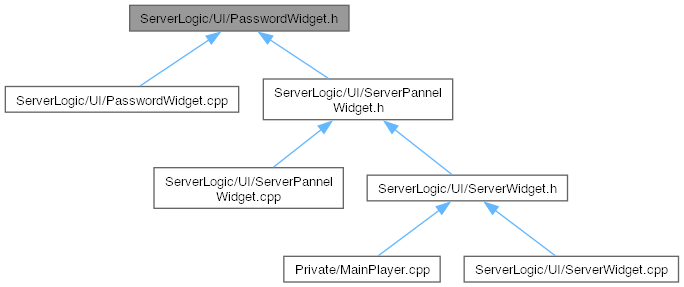 ServerLogic/UI/PasswordWidget.h
ServerLogic/UI/PasswordWidget.cpp
ServerLogic/UI/ServerPannel
Widget.h
ServerLogic/UI/ServerPannel
Widget.cpp
ServerLogic/UI/ServerWidget.h
Private/MainPlayer.cpp
ServerLogic/UI/ServerWidget.cpp